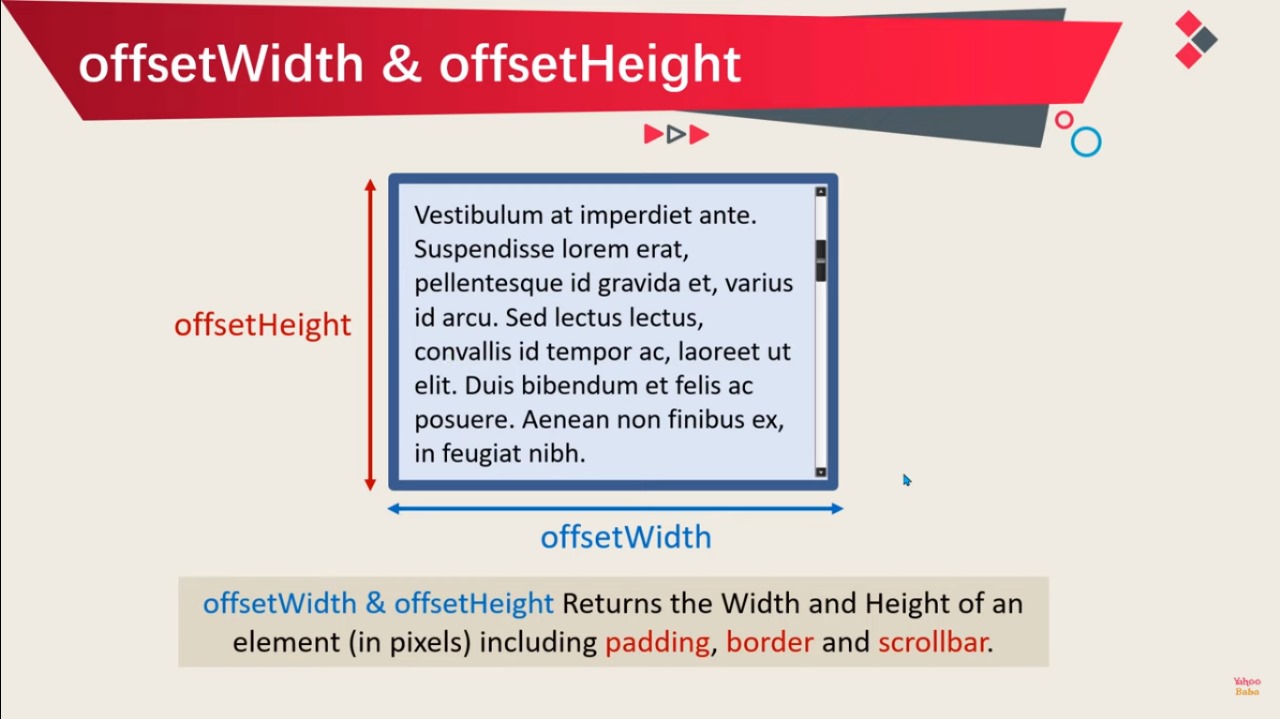 offsetWidth & offsetHeight
Vestibulum at imperdiet ante.
Suspendisse lorem erat,
pellentesque id gravida et, varius
id arcu. Sed lectus lectus,
convallis id tempor ac, laoreet ut
elit. Duis bibendum et felis ac
posuere. Aenean non finibus ex,
in feugiat nibh.
offsetHeight
offsetWidth
offsetWidth & offsetHeight Returns the Width and Height of an
element (in pixels) including padding, border and scrollbar.
Yahoo
Baba